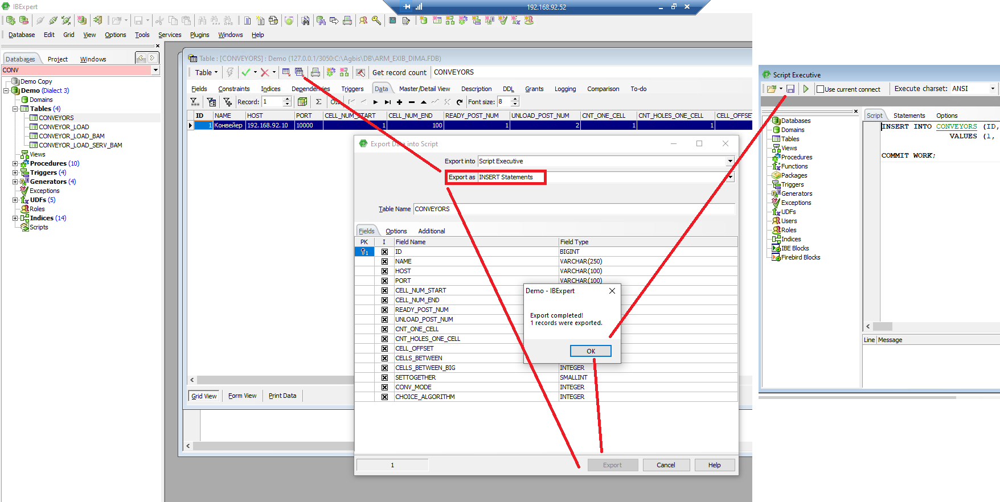 IBExpert
192.168.92.52
Database Edit Grid View Options Tools Services Plugins Windows Help
Databases Project Windows
CONV
Demo Copy
Demo (Dialect 3)
Domains
Tables (4)
CONVEYORS
CONVEYOR_LOAD
CONVEYOR_LOAD_BAM
CONVEYOR_LOAD_SERV_BAM
Views
Procedures (10)
Triggers (4)
Generators (4)
Exceptions
UDFs (5)
Roles
Indices (14)
Scripts
Table : [CONVEYORS] : Demo (127.0.0.1/3050:C:\Agbis\DB\ARM_EXIB_DIMA.FDB)
Table Get record count CONVEYORS
Fields Constraints Indices Dependencies Triggers Data Master/Detail View Description DDL Grants Logging Comparison To-do
Record: 1 Font size: 8
ID NAME HOST PORT CELL_NUM_START CELL_NUM_END READY_POST_NUM UNLOAD_POST_NUM CNT_ONE_CELL CNT_HOLES_ONE_CELL CELL_OFFSE
1 Конвейер 192.168.92.10 10000 1 100 1 2 1 1
Grid View Form View Print Data
Export Data into Script
Export into Script Executive
Export as INSERT Statements
Table Name CONVEYORS
Fields Options Additional
PK I Field Name Field Type
1 ID BIGINT
NAME VARCHAR(250)
HOST VARCHAR(100)
PORT VARCHAR(100)
CELL_NUM_START
CELL_NUM_END
READY_POST_NUM
UNLOAD_POST_NUM
CNT_ONE_CELL
CNT_HOLES_ONE_CELL
CELL_OFFSET
CELLS_BETWEEN
CELLS_BETWEEN_BIG INTEGER
SETTOGETHER SMALLINT
CONV_MODE INTEGER
CHOICE_ALGORITHM INTEGER
1 Export Cancel Help
Demo - IBExpert
Export completed!
1 records were exported.
OK
Script Executive
Use current connect Execute charset: ANSI
Databases
Domains
Tables
Views
Procedures
Functions
Packages
Triggers
Generators
Exceptions
UDFs
Users
Roles
Indices
IBE Blocks
Firebird Blocks
Script Statements Options
INSERT INTO CONVEYORS (ID,
VALUES (1,
COMMIT WORK;
Line Message